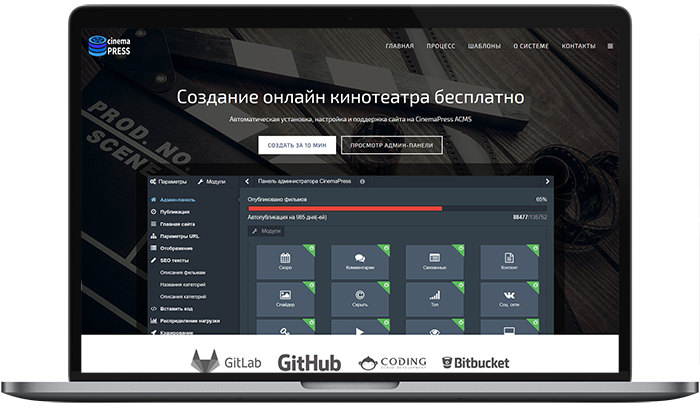 cinema
PRESS
ГЛАВНАЯ ПРОЦЕСС ШАБЛОНЫ О СИСТЕМЕ КОНТАКТЫ
Создание онлайн кинотеатра бесплатно
Автоматическая установка, настройка и поддержка сайта на CinemaPress ACMS
СОЗДАТЬ ЗА 10 МИН ПРОСМОТР АДМИН-ПАНЕЛИ
PROD. NO.
SCEN
Параметры Модули Панель администратора CinemaPress
Админ-панель
Публикация
Главная сайта
Параметры URL
Отображение
SEO тексты
Описания фильмам
Названия категорий
Описания категорий
Вставить код
Распределение нагрузки
Кэширование
Опубликовано фильмов 65%
Автопубликация на 985 дня(-ей) 88477/135752
Модули
Скоро Комментарии Связанные Контент
Слайдер Скрыть Топ Соц. сети
GitLab GitHub CODING Bitbucket
CLOUD DEVELOPMENT